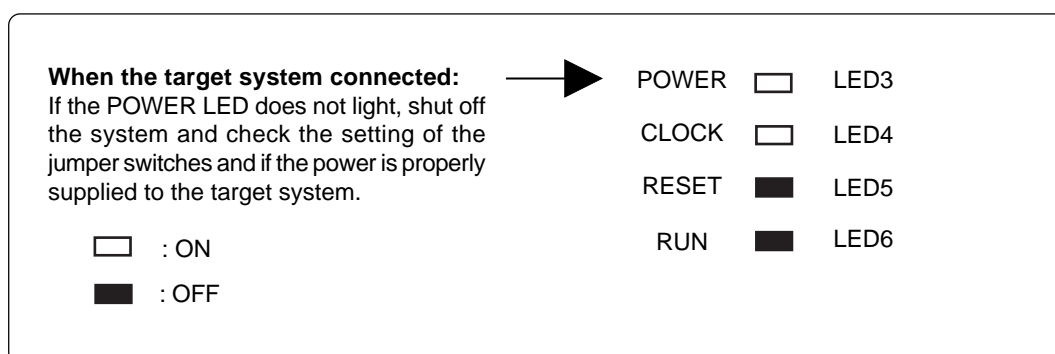 When the target system connected:
If the POWER LED does not light, shut off
the system and check the setting of the
jumper switches and if the power is properly
supplied to the target system.
: ON
: OFF
POWER LED3
CLOCK LED4
RESET LED5
RUN LED6